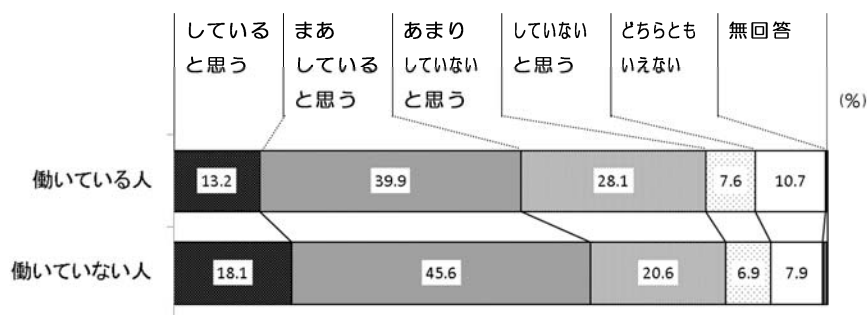 している
と思う
まあ
している
と思う
あまり
していない
と思う
していない
と思う
どちらとも
いえない
無回答
(%)
働いている人
13.2
39.9
28.1
7.6
10.7
働いていない人
18.1
45.6
20.6
6.9
7.9